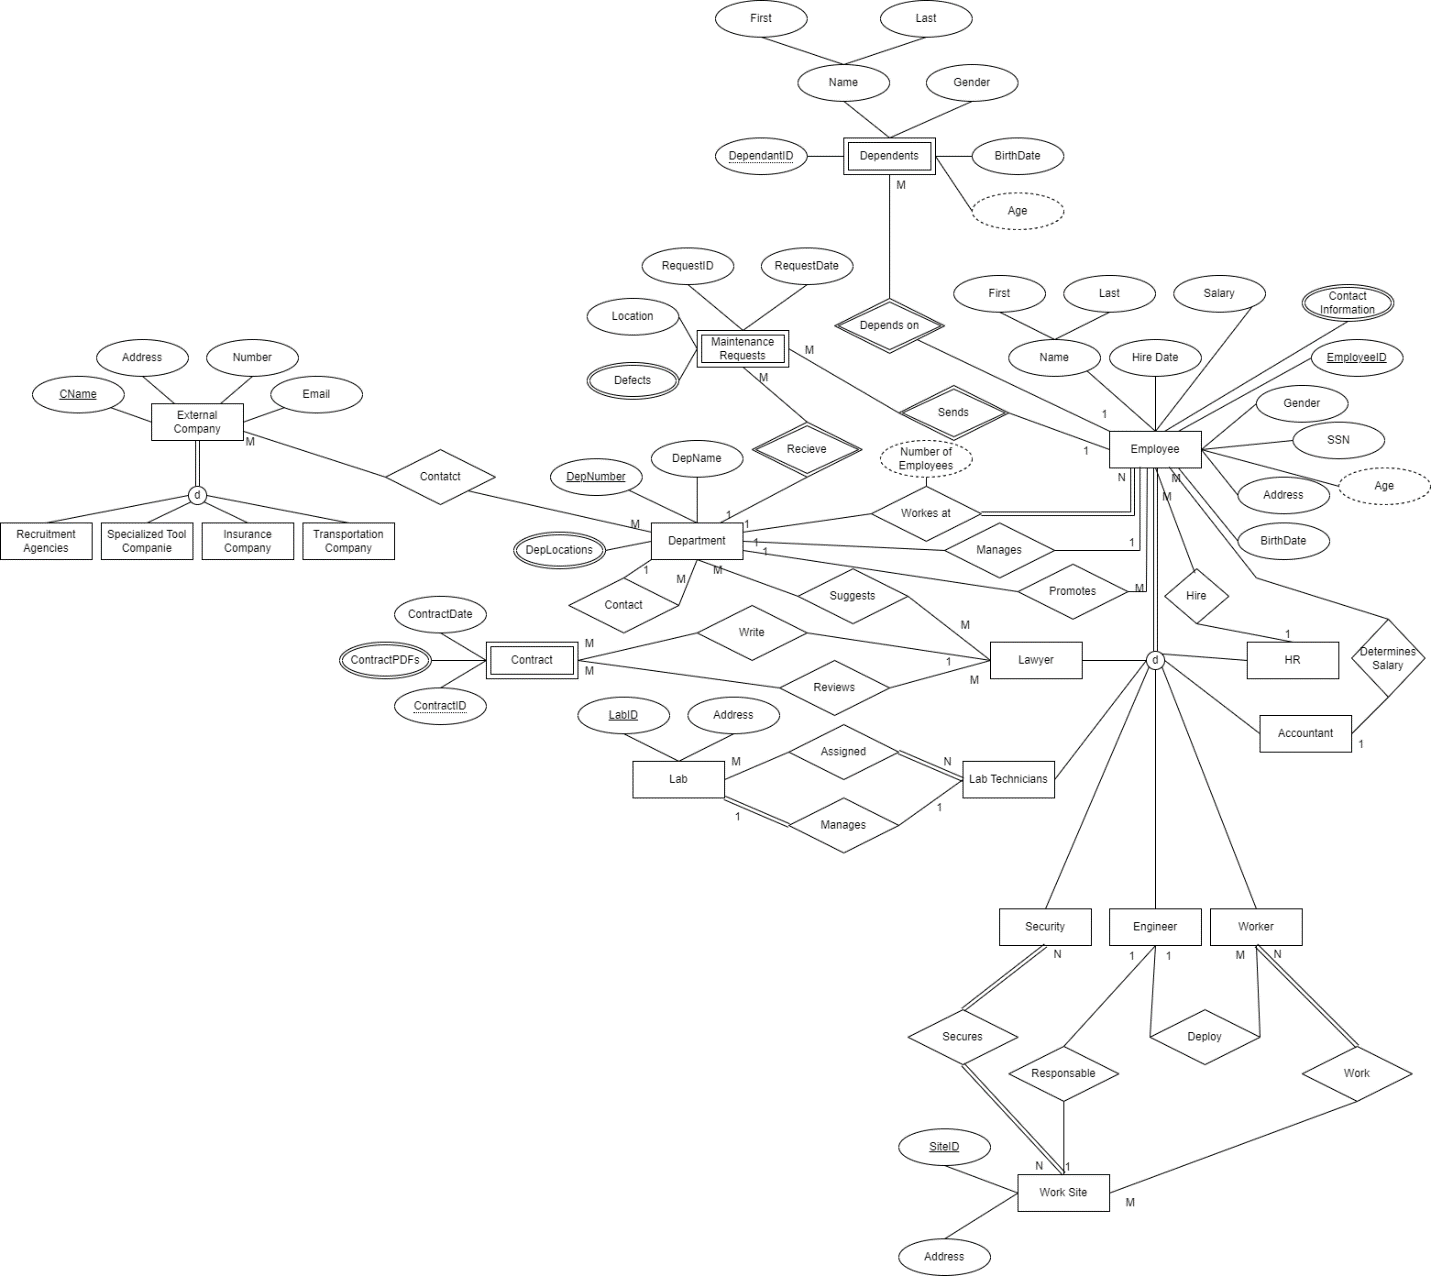 First
Last
Name
Gender
DependantID
Dependents
BirthDate
M
Age
RequestID
RequestDate
First
Last
Salary
Contact
Information
Location
Depends on
Maintenance
Requests
M
Defects
M
Name
Hire Date
EmployeeID
Address
Number
CName
Email
External
Company
M
Gender
1
Sends
Employee
SSN
1
Recieve
Number of
Employees
DepName
DepNumber
Contatct
N
M
M
Age
Address
d
1
1
M
Workes at
Recruitment
Agencies
Specialized Tool
Companie
Insurance
Company
Transportation
Company
DepLocations
Department
1
1
Manages
1
BirthDate
1
M
M
M
Promotes
Suggests
Hire
Contact
ContractDate
M
Write
M
1
ContractPDFs
Contract
M
1
Lawyer
d
HR
Determines
Salary
Reviews
M
ContractID
LabID
Address
Accountant
1
M
Assigned
N
Lab
Lab Technicians
1
Manages
1
Security
Engineer
Worker
N
1
1
M
N
Secures
Deploy
Responsable
Work
SiteID
N
1
Work Site
M
Address